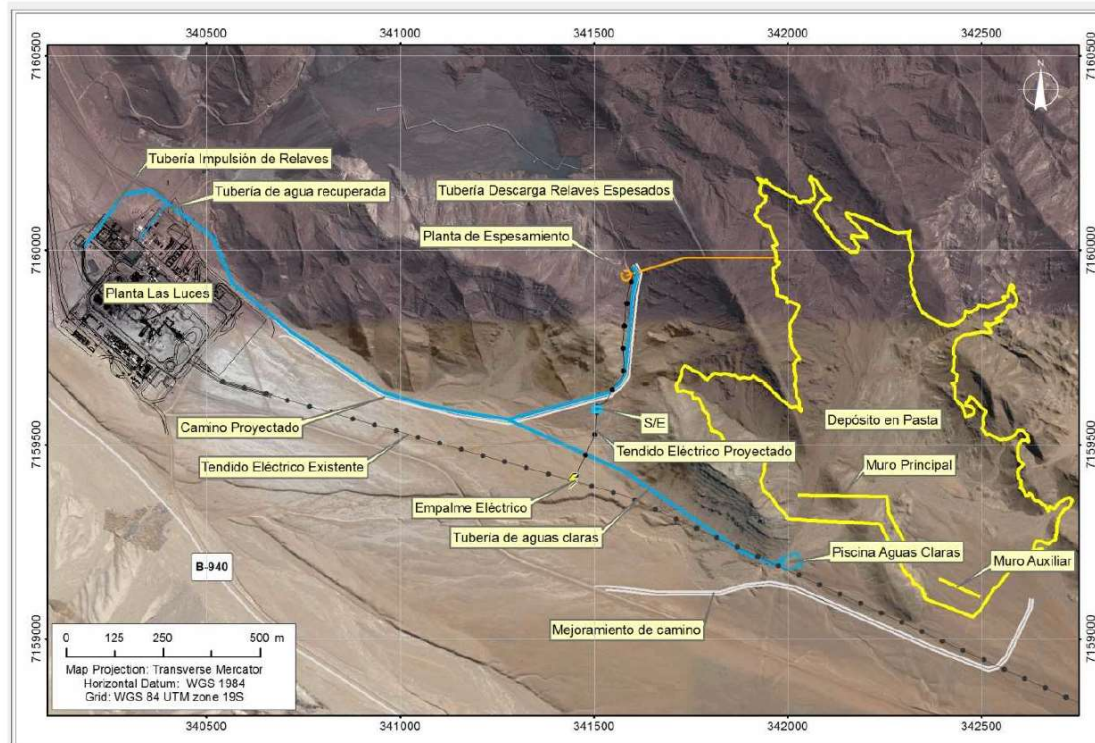 340500 341000 341500 342000 342500
7160500 7160500
N
Tubería Impulsión de Relaves
Tubería de agua recuperada
Tubería Descarga Relaves Espesados
Planta de Espesamiento
7160000 7160000
Planta Las Luces
Camino Proyectado
S/E
Depósito en Pasta
7159500 7159500
Tendido Eléctrico Existente
Tendido Eléctrico Proyectado
Muro Principal
Empalme Eléctrico
Tubería de aguas claras
Piscina Aguas Claras
Muro Auxiliar
B-940
Mejoramiento de camino
7159000 7159000
0 125 250 500 m
Map Projection: Transverse Mercator
Horizontal Datum: WGS 1984
Grid: WGS 84 UTM zone 19S
340500 341000 341500 342000 342500